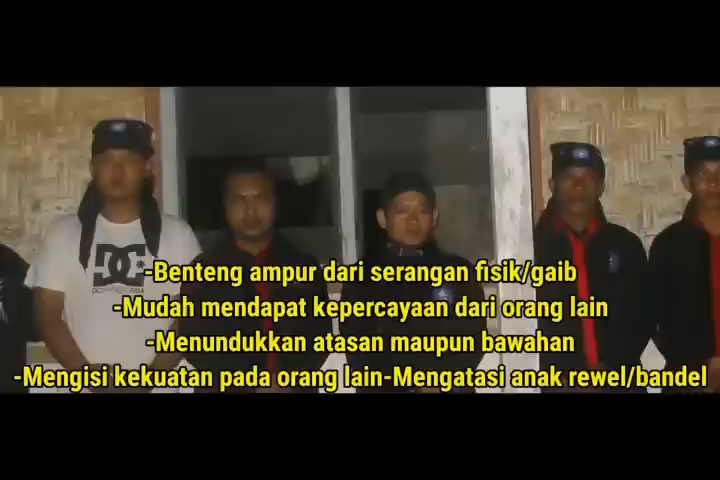 DC
-Benteng ampur dari serangan fisik/gaib
-Mudah mendapat kepercayaan dari orang lain
-Menundukkan atasan maupun bawahan
-Mengisi kekuatan pada orang lain-Mengatasi anak rewel/bandel